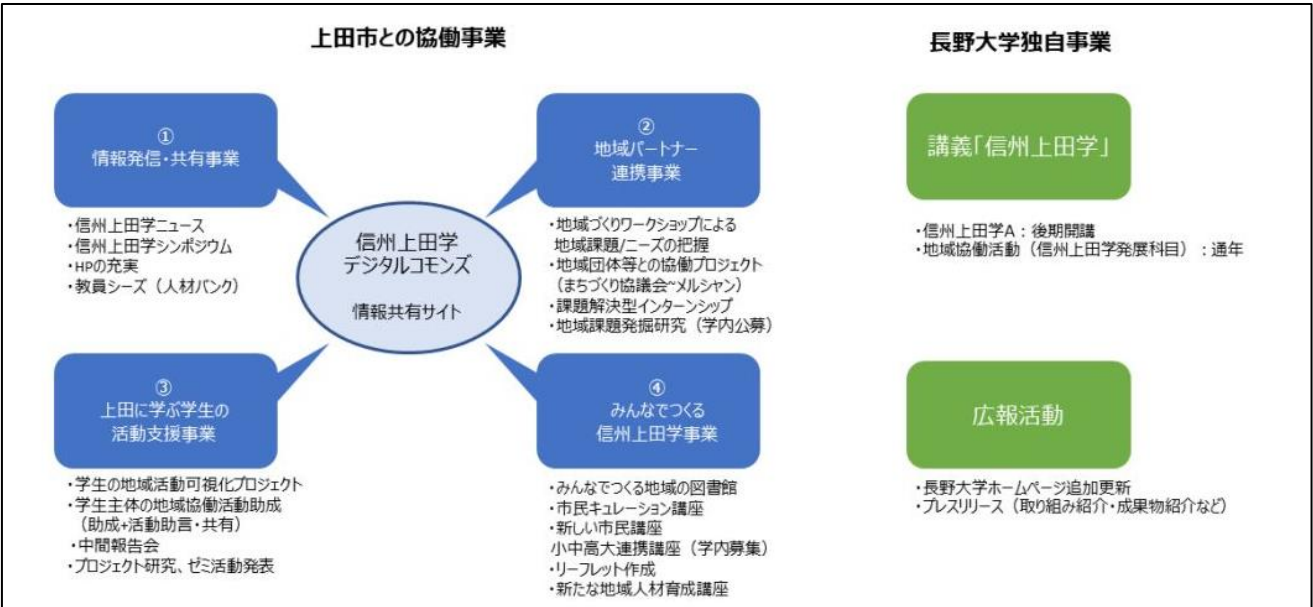 上田市との協働事業
長野大学独自事業
①
情報発信・共有事業
・信州上田学ニュース
・信州上田学シンポジウム
・HPの充実
・教員シーズ（人材バンク）
②
地域パートナー
連携事業
・地域づくりワークショップによる
地域課題/ニーズの把握
・地域団体等との協働プロジェクト
（まちづくり協議会~メルシャン）
・課題解決型インターンシップ
・地域課題発掘研究（学内公募）
信州上田学
デジタルコモンズ
情報共有サイト
③
上田に学ぶ学生の
活動支援事業
・学生の地域活動可視化プロジェクト
・学生主体の地域協働活動助成
（助成+活動助言・共有）
・中間報告会
・プロジェクト研究、ゼミ活動発表
④
みんなでつくる
信州上田学事業
・みんなでつくる地域の図書館
・市民キュレーション講座
・新しい市民講座
小中高大連携講座（学内募集）
・リーフレット作成
・新たな地域人材育成講座
講義「信州上田学」
・信州上田学A：後期開講
・地域協働活動（信州上田学発展科目）：通年
広報活動
・長野大学ホームページ追加更新
・プレスリリース（取り組み紹介・成果物紹介など）